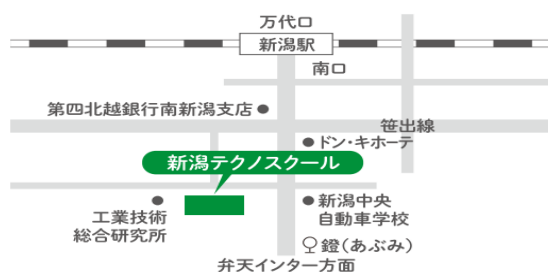 万代口
新潟駅
南口
第四北越銀行南新潟支店
笹出線
ドン・キホーテ
新潟テクノスクール
新潟中央
自動車学校
工業技術
総合研究所
鐙(あぶみ)
弁天インター方面